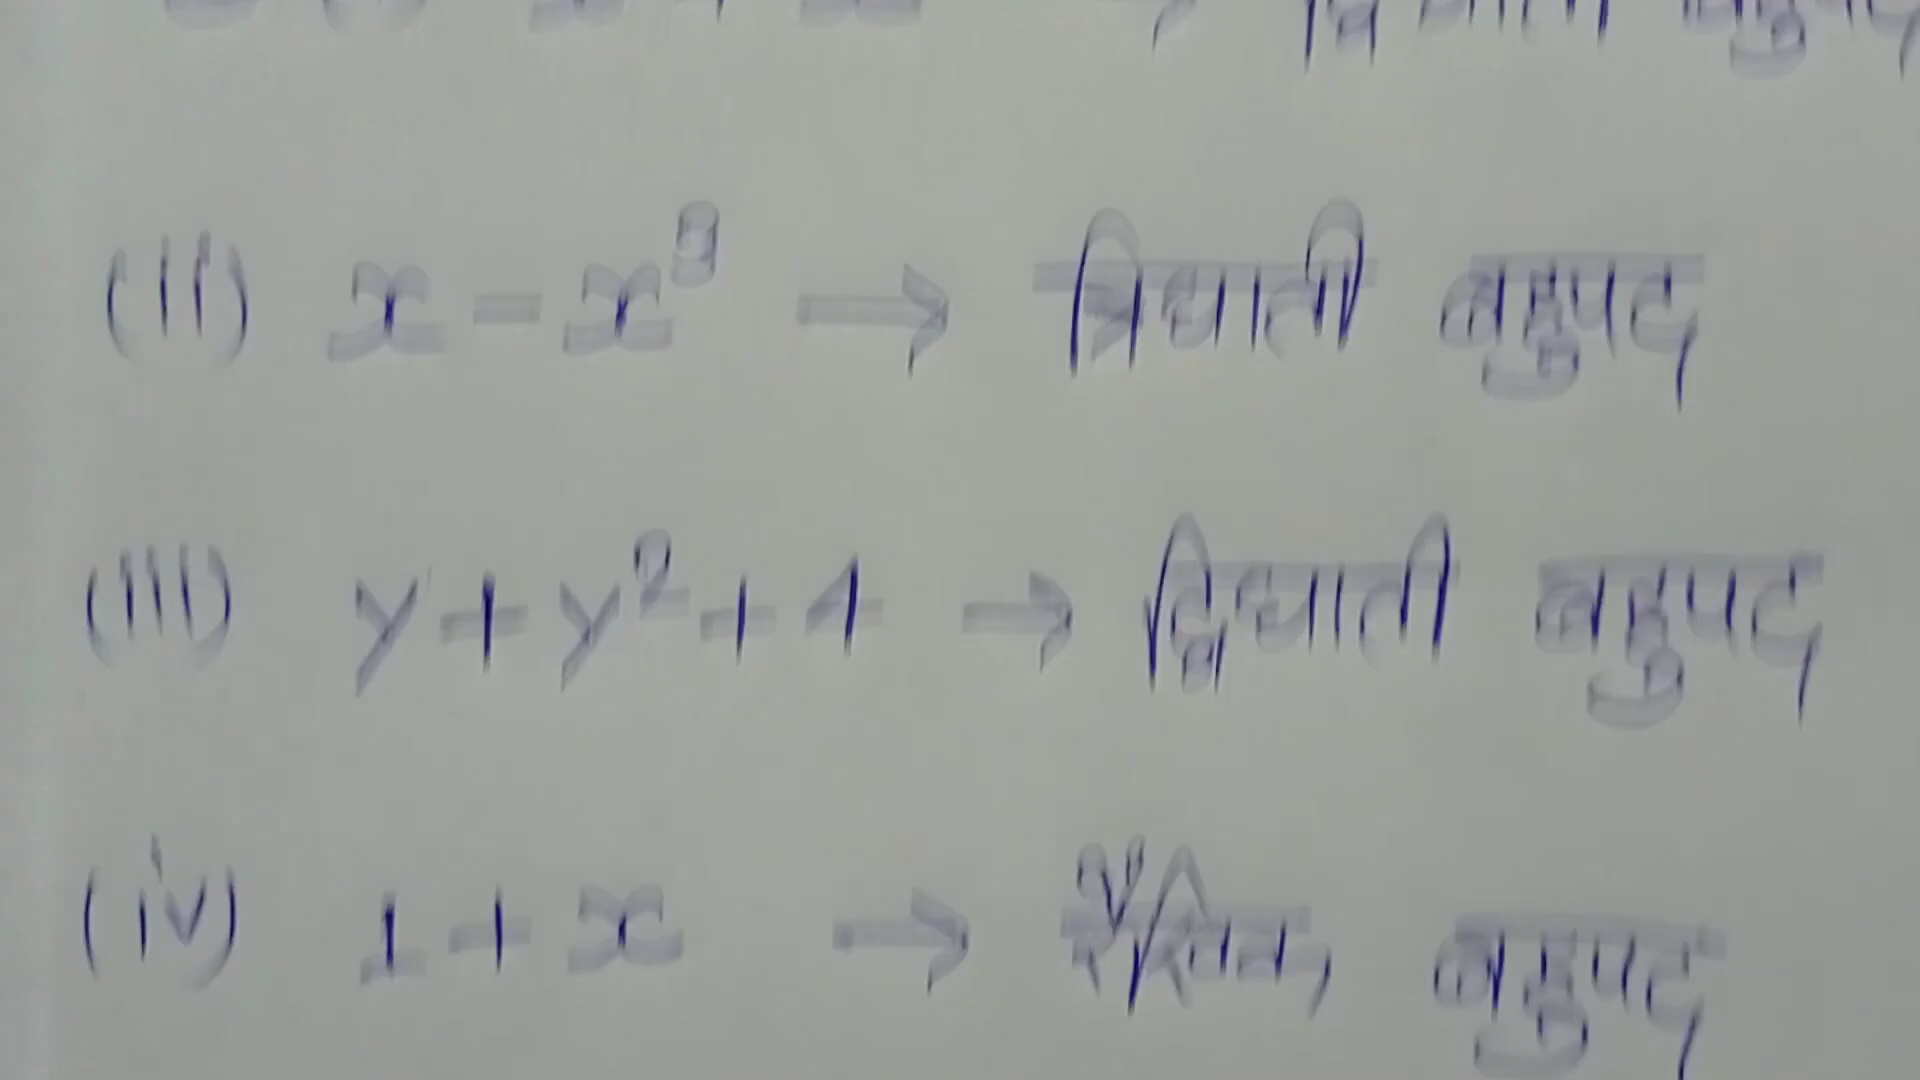 (ii) x - x³ → त्रिघाती बहुपद
(iii) y + y² + 4 → द्विघाती बहुपद
(iv) 1 + x → रैखिक बहुपद